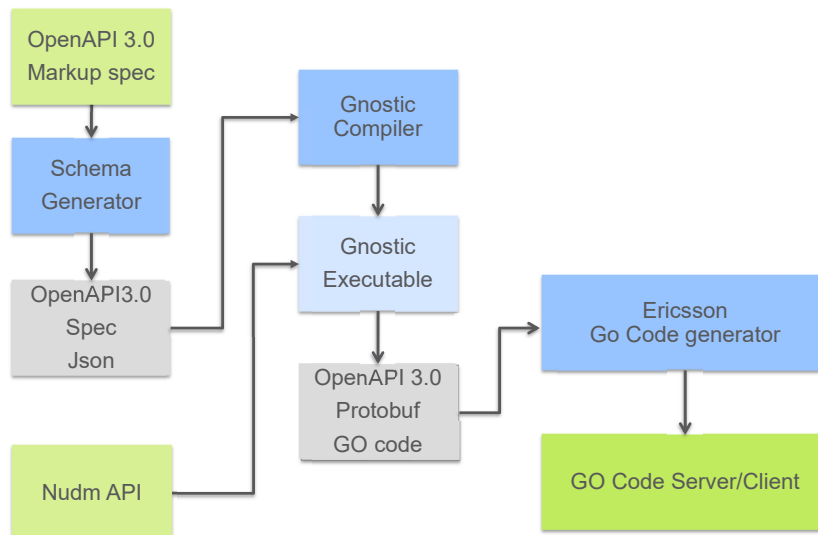 OpenAPI 3.0
Markup spec
Schema
Generator
OpenAPI3.0
Spec
Json
Nudm API
Gnostic
Compiler
Gnostic
Executable
OpenAPI 3.0
Protobuf
GO code
Ericsson
Go Code generator
GO Code Server/Client